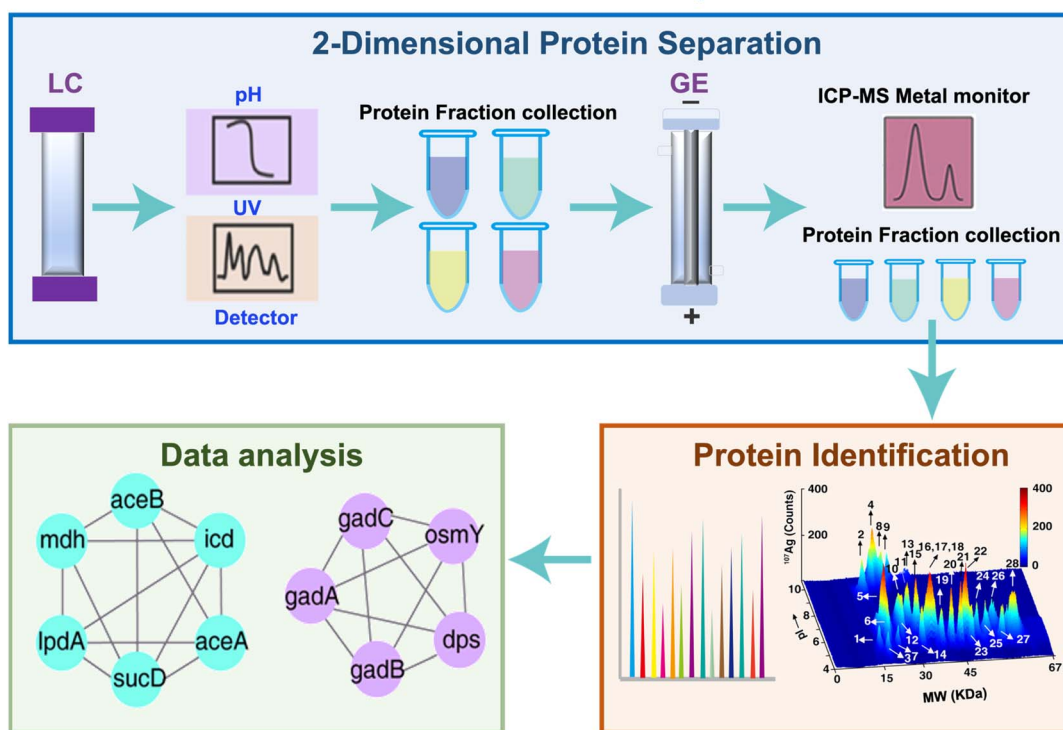 2-Dimensional Protein Separation
LC
pH
UV
Detector
Protein Fraction collection
GE
−
+
ICP-MS Metal monitor
Protein Fraction collection
Data analysis
aceB
mdh
icd
lpdA
aceA
sucD
gadC
osmY
gadA
dps
gadB
Protein Identification
400
200
¹⁰⁷Ag (Counts)
400
200
0
2
4
8
9
13
10
11
15
16,17,18
19
20
21
22
24
26
28
5
6
1
37
12
14
23
25
27
10
8
6
4
pI
0
15
30
45
67
MW (KDa)